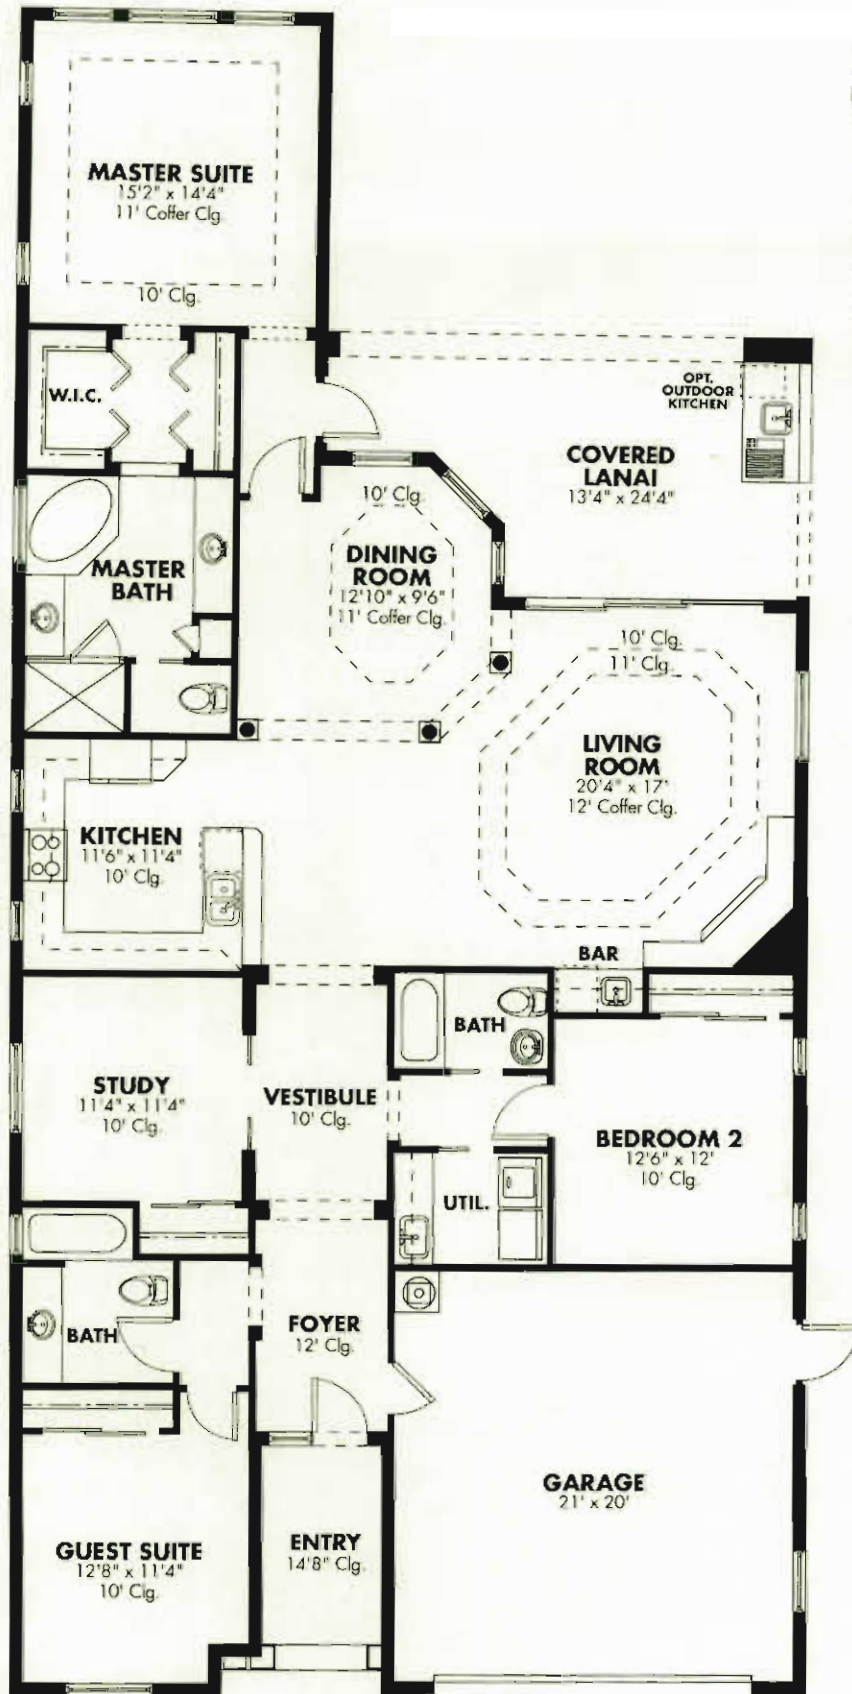 MASTER SUITE
15'2" x 14'4"
11' Coffer Clg.
10' Clg.
W.I.C.
OPT.
OUTDOOR
KITCHEN
COVERED
LANAI
13'4" x 24'4"
10' Clg.
DINING
ROOM
12'10" x 9'6"
11' Coffer Clg.
MASTER
BATH
10' Clg.
11' Clg.
LIVING
ROOM
20'4" x 17'
12' Coffer Clg.
KITCHEN
11'6" x 11'4"
10' Clg.
BAR
BATH
STUDY
11'4" x 11'4"
10' Clg.
VESTIBULE
10' Clg.
BEDROOM 2
12'6" x 12'
10' Clg.
UTIL.
BATH
FOYER
12' Clg.
GARAGE
21' x 20'
GUEST SUITE
12'8" x 11'4"
10' Clg.
ENTRY
14'8" Clg.